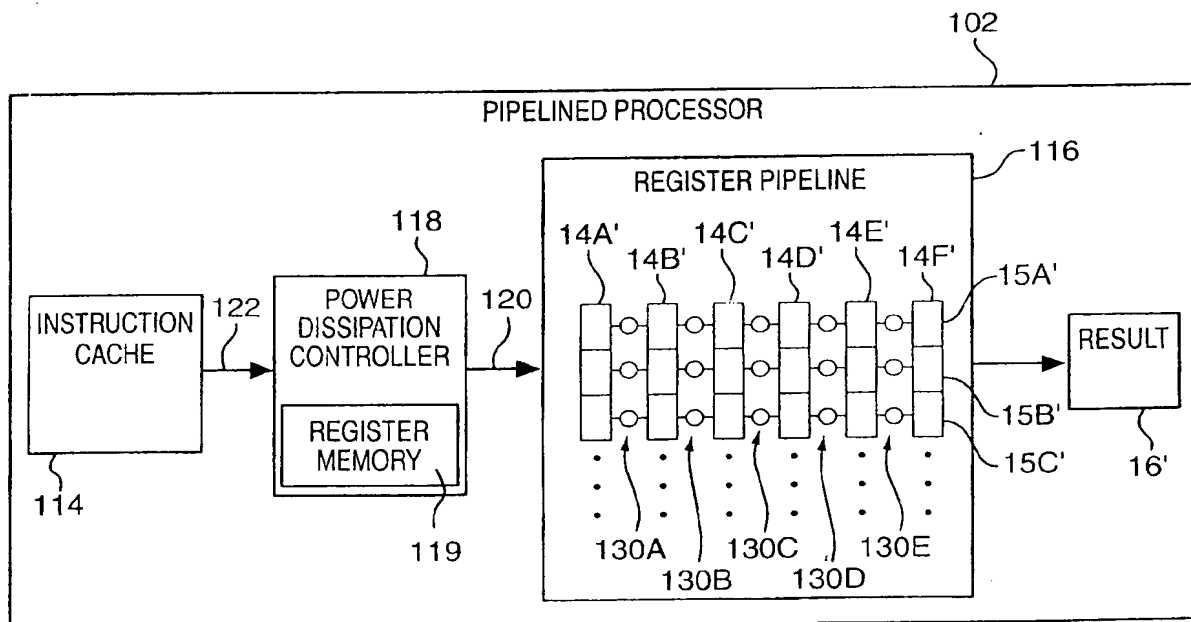 102
PIPELINED PROCESSOR
116
REGISTER PIPELINE
118
14A'
14B'
14C'
14D'
14E'
14F'
15A'
INSTRUCTION
CACHE
122
POWER
DISSIPATION
CONTROLLER
120
RESULT
REGISTER
MEMORY
15B'
15C'
16'
114
119
130A
130B
130C
130D
130E